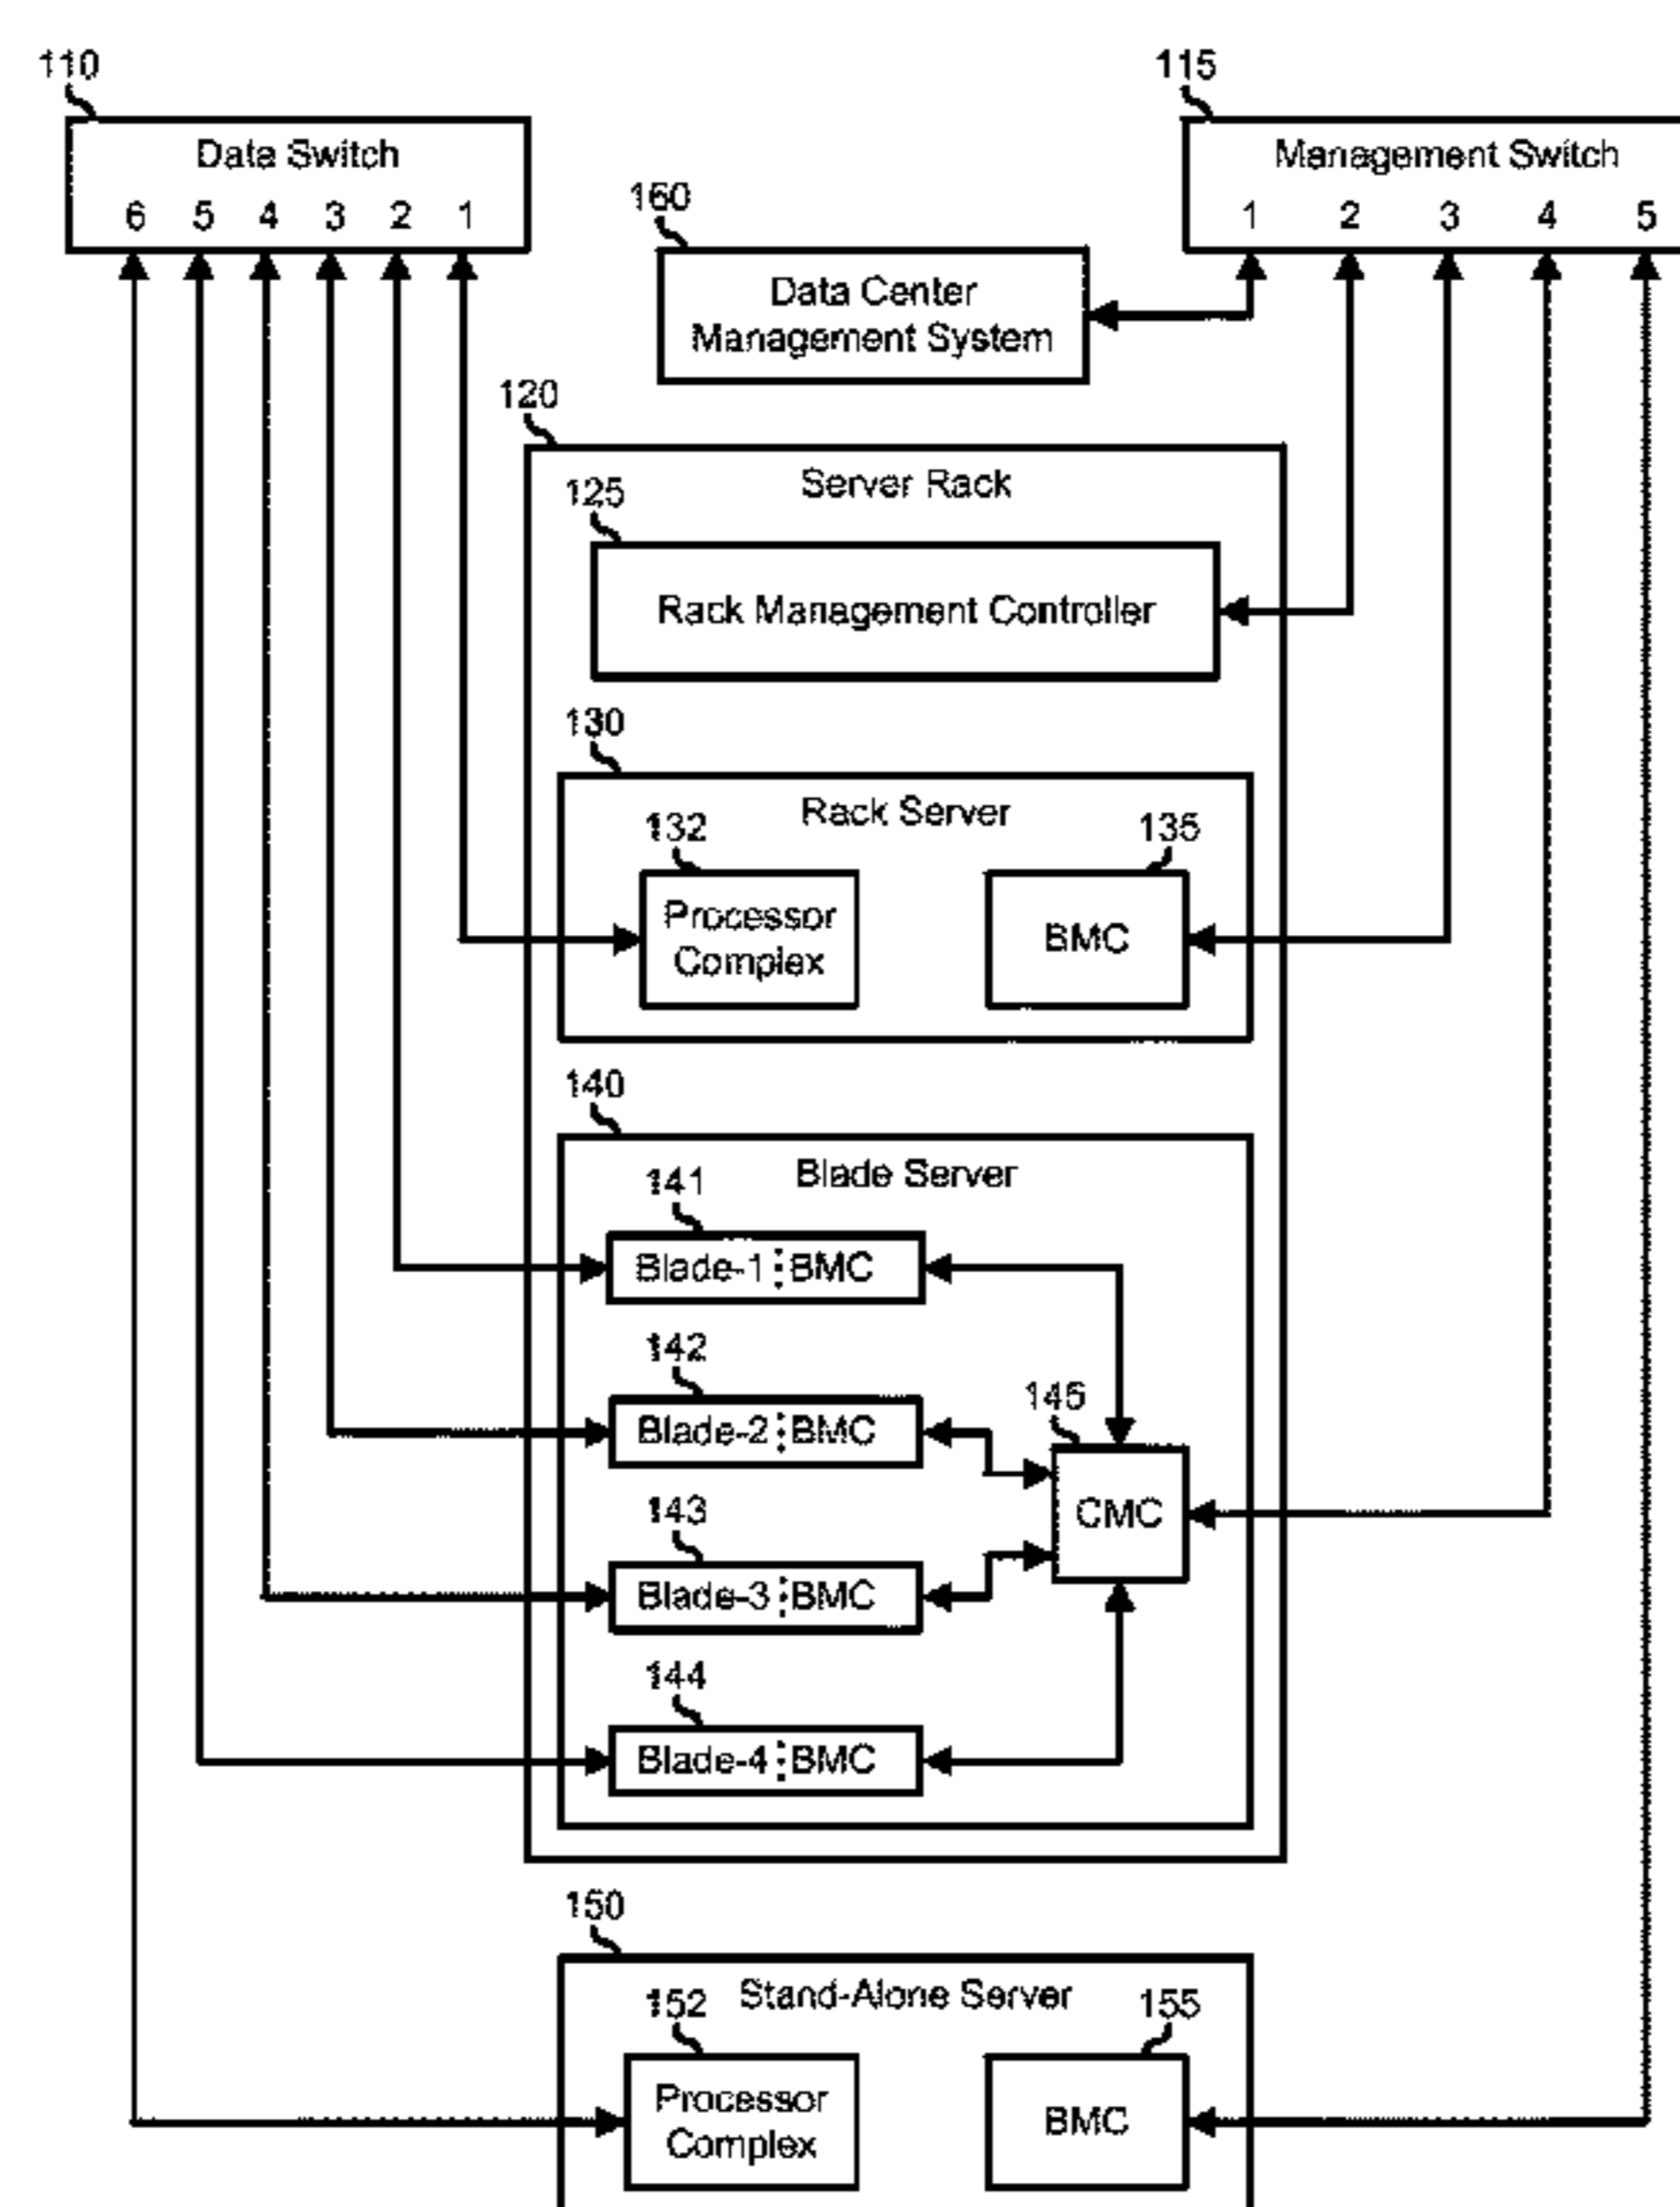 110
115
Data Switch
Management Switch
6 5 4 3 2 1
1 2 3 4 5
160
Data Center
Management System
120
Server Rack
125
Rack Management Controller
130
Rack Server
132
135
Processor
Complex
BMC
140
Blade Server
141
Blade-1 BMC
142
Blade-2 BMC
145
143
CMC
Blade-3 BMC
144
Blade-4 BMC
150
Stand-Alone Server
152
155
Processor
Complex
BMC